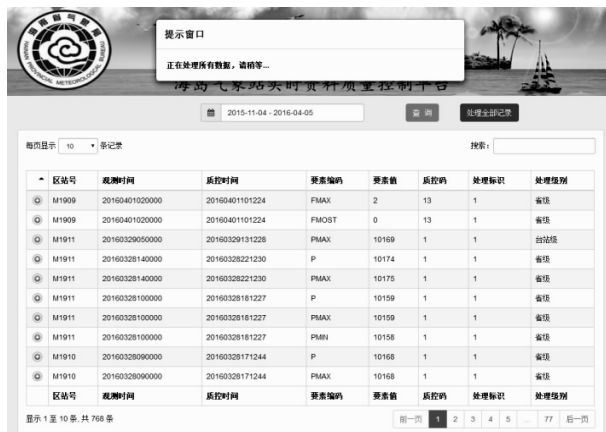 海南省气象局
HAINAN PROVINCIAL METEOROLOGICAL BUREAU
提示窗口
正在处理所有数据，请稍等...
海岛气象站实时资料质量控制平台
2015-11-04 - 2016-04-05 查 询 处理全部记录
每页显示 10 条记录 搜索：
区站号 观测时间 质控时间 要素编码 要素值 质控码 处理标识 处理级别
M1909 20160401020000 20160401101224 FMAX 2 13 1 省级
M1909 20160401020000 20160401101224 FMOST 0 13 1 省级
M1911 20160329050000 20160329131228 PMAX 10169 1 1 台站级
M1911 20160328140000 20160328221230 P 10174 1 1 省级
M1911 20160328140000 20160328221230 PMAX 10175 1 1 省级
M1911 20160328100000 20160328181227 P 10159 1 1 省级
M1911 20160328100000 20160328181227 PMAX 10159 1 1 省级
M1911 20160328100000 20160328181227 PMIN 10158 1 1 省级
M1910 20160328090000 20160328171244 P 10168 1 1 省级
M1910 20160328090000 20160328171244 PMAX 10168 1 1 省级
区站号 观测时间 质控时间 要素编码 要素值 质控码 处理标识 处理级别
显示 1 至 10 条, 共 768 条 前一页 1 2 3 4 5 ... 77 后一页